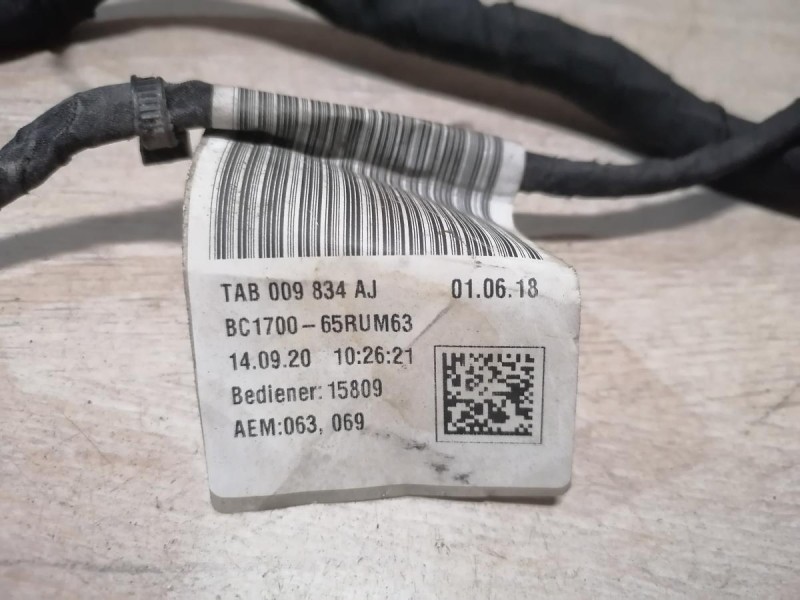 TAB 009 834 AJ 01.06.18
BC1700-65RUM63
14.09.20 10:26:21
Bediener: 15809
AEM:063, 069